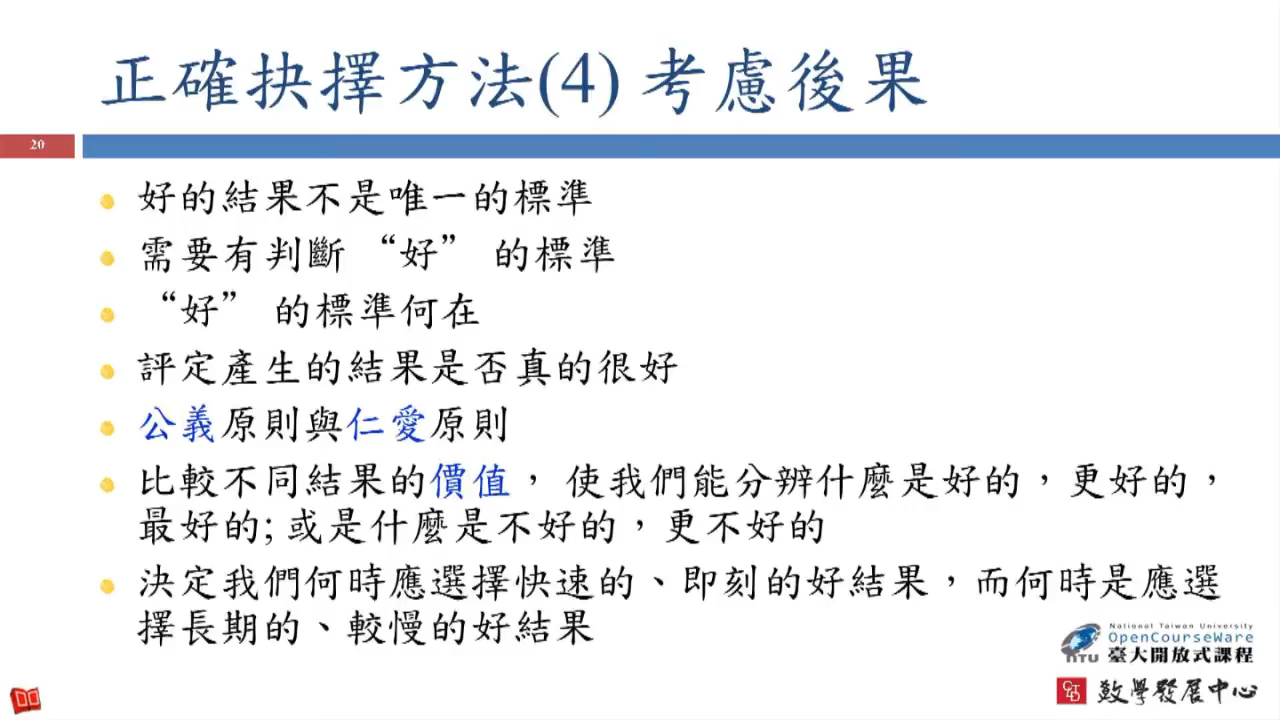 正確抉擇方法(4) 考慮後果
20
好的結果不是唯一的標準
需要有判斷 “好” 的標準
“好” 的標準何在
評定產生的結果是否真的很好
公義原則與仁愛原則
比較不同結果的價值， 使我們能分辨什麼是好的，更好的，
最好的; 或是什麼是不好的，更不好的
決定我們何時應選擇快速的、即刻的好結果，而何時是應選
擇長期的、較慢的好結果
National Taiwan University
OpenCourseWare
NTU 臺大開放式課程
教學發展中心